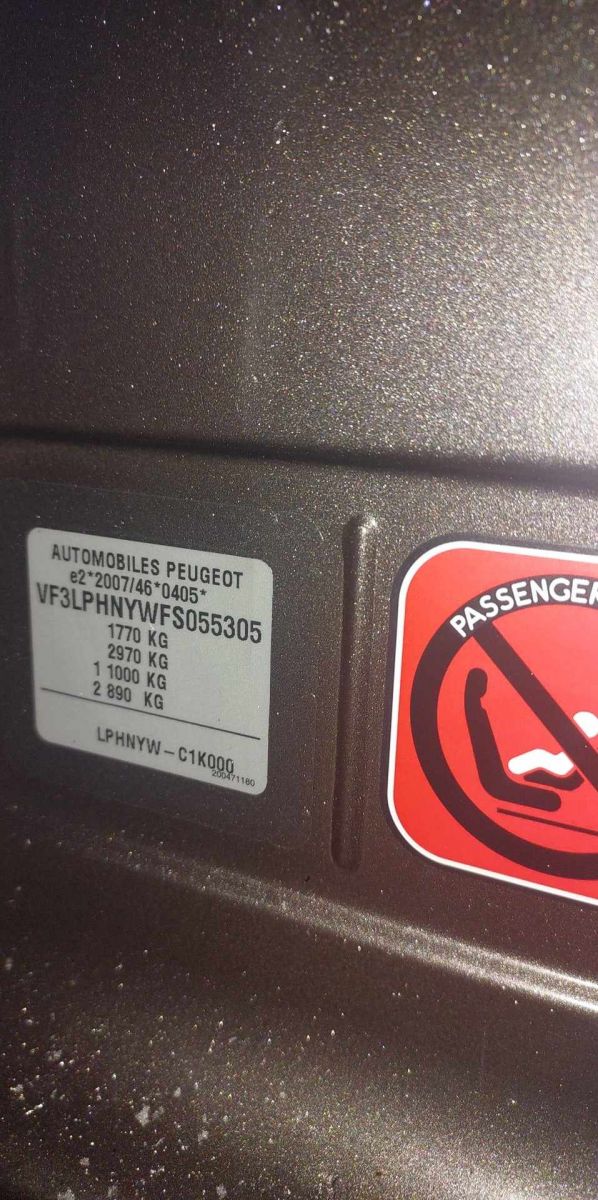 AUTOMOBILES PEUGEOT
e2*2007/46*0405*
VF3LPHNYWFS055305
1770 KG
2970 KG
1 1000 KG
2 890 KG
LPHNYW-C1K000
200471180
PASSENGER